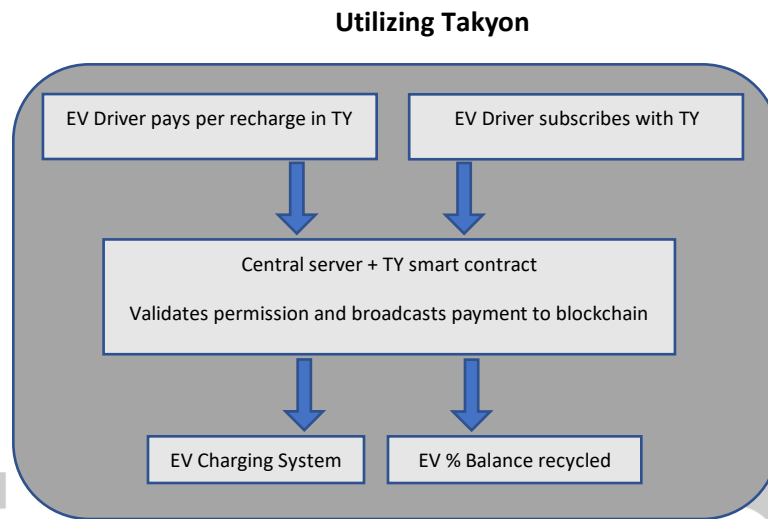 Utilizing Takyon
EV Driver pays per recharge in TY
EV Driver subscribes with TY
Central server + TY smart contract
Validates permission and broadcasts payment to blockchain
EV Charging System
EV % Balance recycled